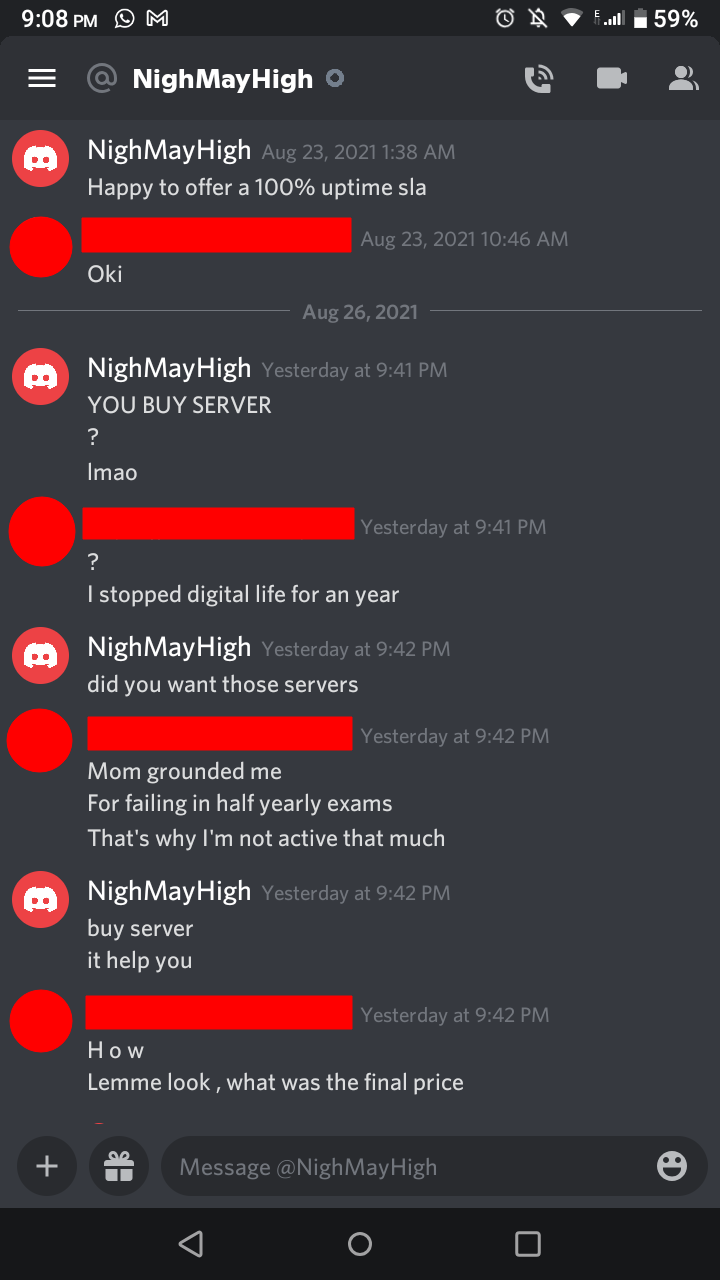 9:08 PM
E
59%
NighMayHigh
NighMayHigh Aug 23, 2021 1:38 AM
Happy to offer a 100% uptime sla
Aug 23, 2021 10:46 AM
Oki
Aug 26, 2021
NighMayHigh Yesterday at 9:41 PM
YOU BUY SERVER
?
lmao
Yesterday at 9:41 PM
?
I stopped digital life for an year
NighMayHigh Yesterday at 9:42 PM
did you want those servers
Yesterday at 9:42 PM
Mom grounded me
For failing in half yearly exams
That's why I'm not active that much
NighMayHigh Yesterday at 9:42 PM
buy server
it help you
Yesterday at 9:42 PM
H o w
Lemme look , what was the final price
Message @NighMayHigh